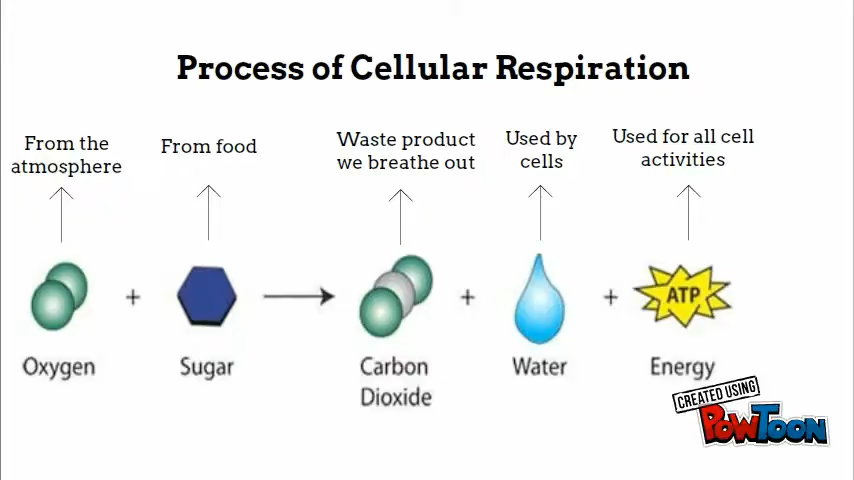 Process of Cellular Respiration
From the
atmosphere
From food
Waste product
we breathe out
Used by
cells
Used for all cell
activities
+
→
+
+
ATP
Oxygen
Sugar
Carbon
Dioxide
Water
Energy
CREATED USING
POWTOON